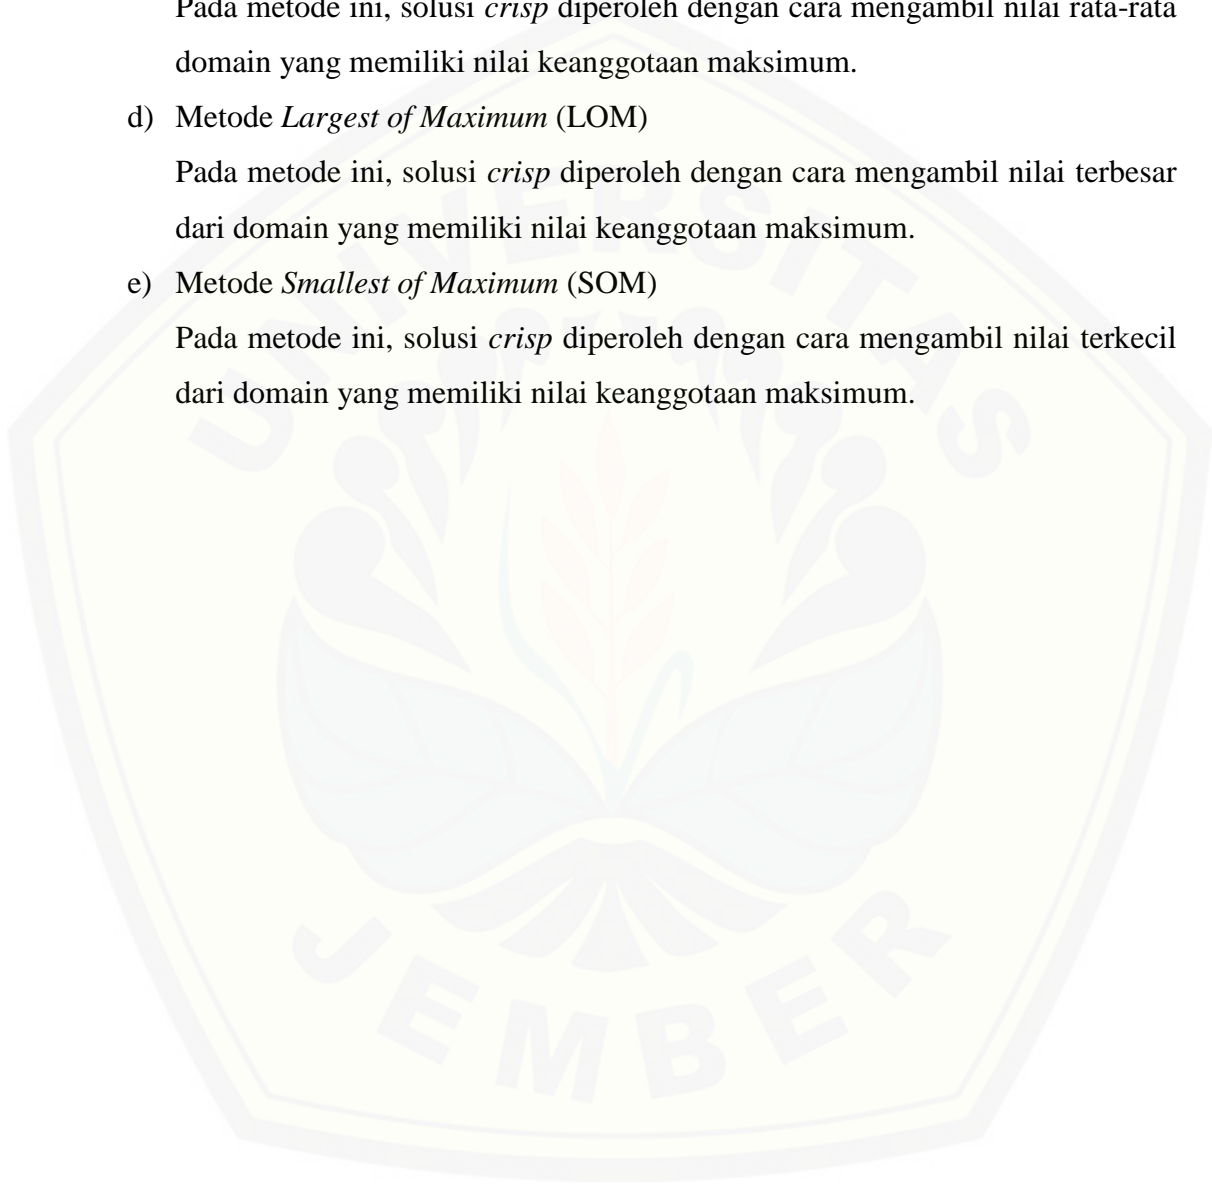 Pada metode ini, solusi crisp diperoleh dengan cara mengambil nilai rata-rata
domain yang memiliki nilai keanggotaan maksimum.
d) Metode Largest of Maximum (LOM)
Pada metode ini, solusi crisp diperoleh dengan cara mengambil nilai terbesar
dari domain yang memiliki nilai keanggotaan maksimum.
e) Metode Smallest of Maximum (SOM)
Pada metode ini, solusi crisp diperoleh dengan cara mengambil nilai terkecil
dari domain yang memiliki nilai keanggotaan maksimum.
UNIVERSITAS
JEMBER